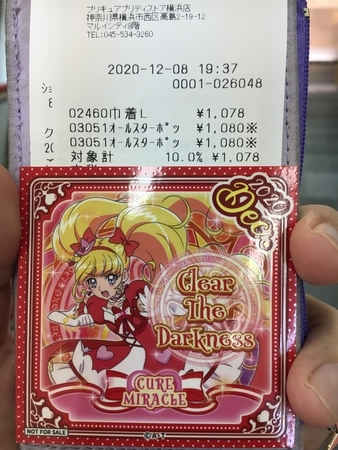 プリキュアプリティストア横浜店
神奈川県横浜市西区高島2-19-12
マルイシティ8階
TEL:045-534-3260
2020-12-08 19:37
0001-026048
02460巾着L ¥1,078
03051ｵｰﾙｽﾀｰﾎﾟｯ ¥1,080※
03051ｵｰﾙｽﾀｰﾎﾟｯ ¥1,080※
対象計 10.0% ¥1,078
2020
Dec.
Clear
The
Darkness
CURE
MIRACLE
NOT FOR SALE